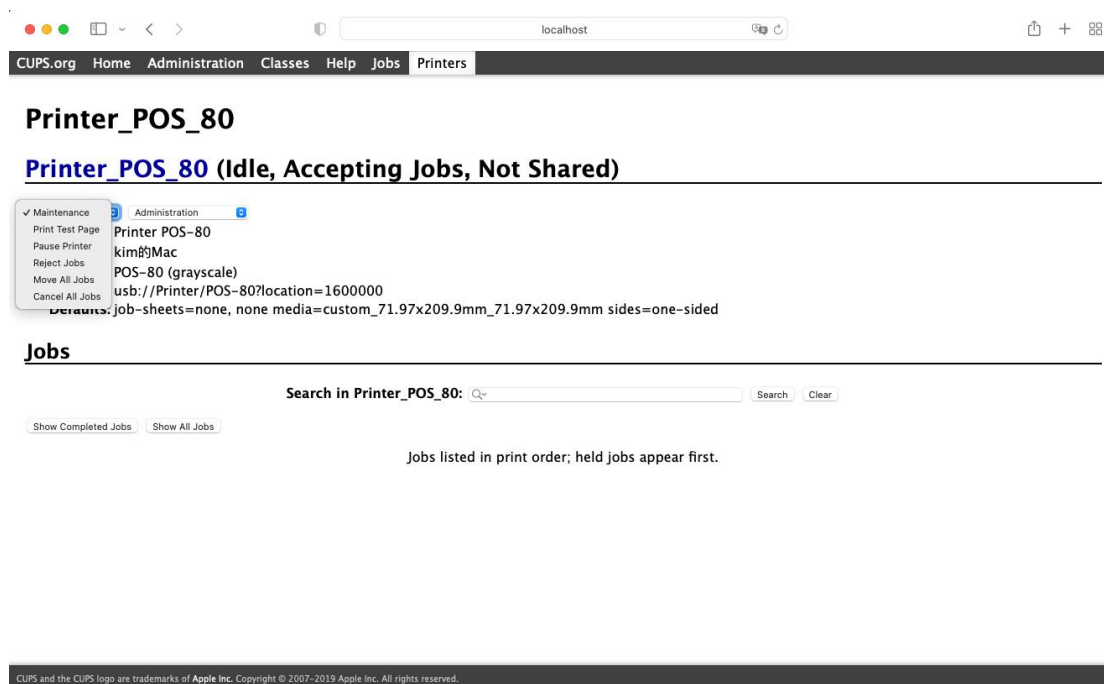 localhost
CUPS.org Home Administration Classes Help Jobs Printers
Printer_POS_80
Printer_POS_80 (Idle, Accepting Jobs, Not Shared)
✓ Maintenance
Administration
Print Test Page
Pause Printer
Reject Jobs
Move All Jobs
Cancel All Jobs
Printer POS-80
kim的Mac
POS-80 (grayscale)
usb://Printer/POS-80?location=1600000
Defaults: job-sheets=none, none media=custom_71.97x209.9mm_71.97x209.9mm sides=one-sided
Jobs
Search in Printer_POS_80: Search Clear
Show Completed Jobs Show All Jobs
Jobs listed in print order; held jobs appear first.
CUPS and the CUPS logo are trademarks of Apple Inc. Copyright © 2007-2019 Apple Inc. All rights reserved.